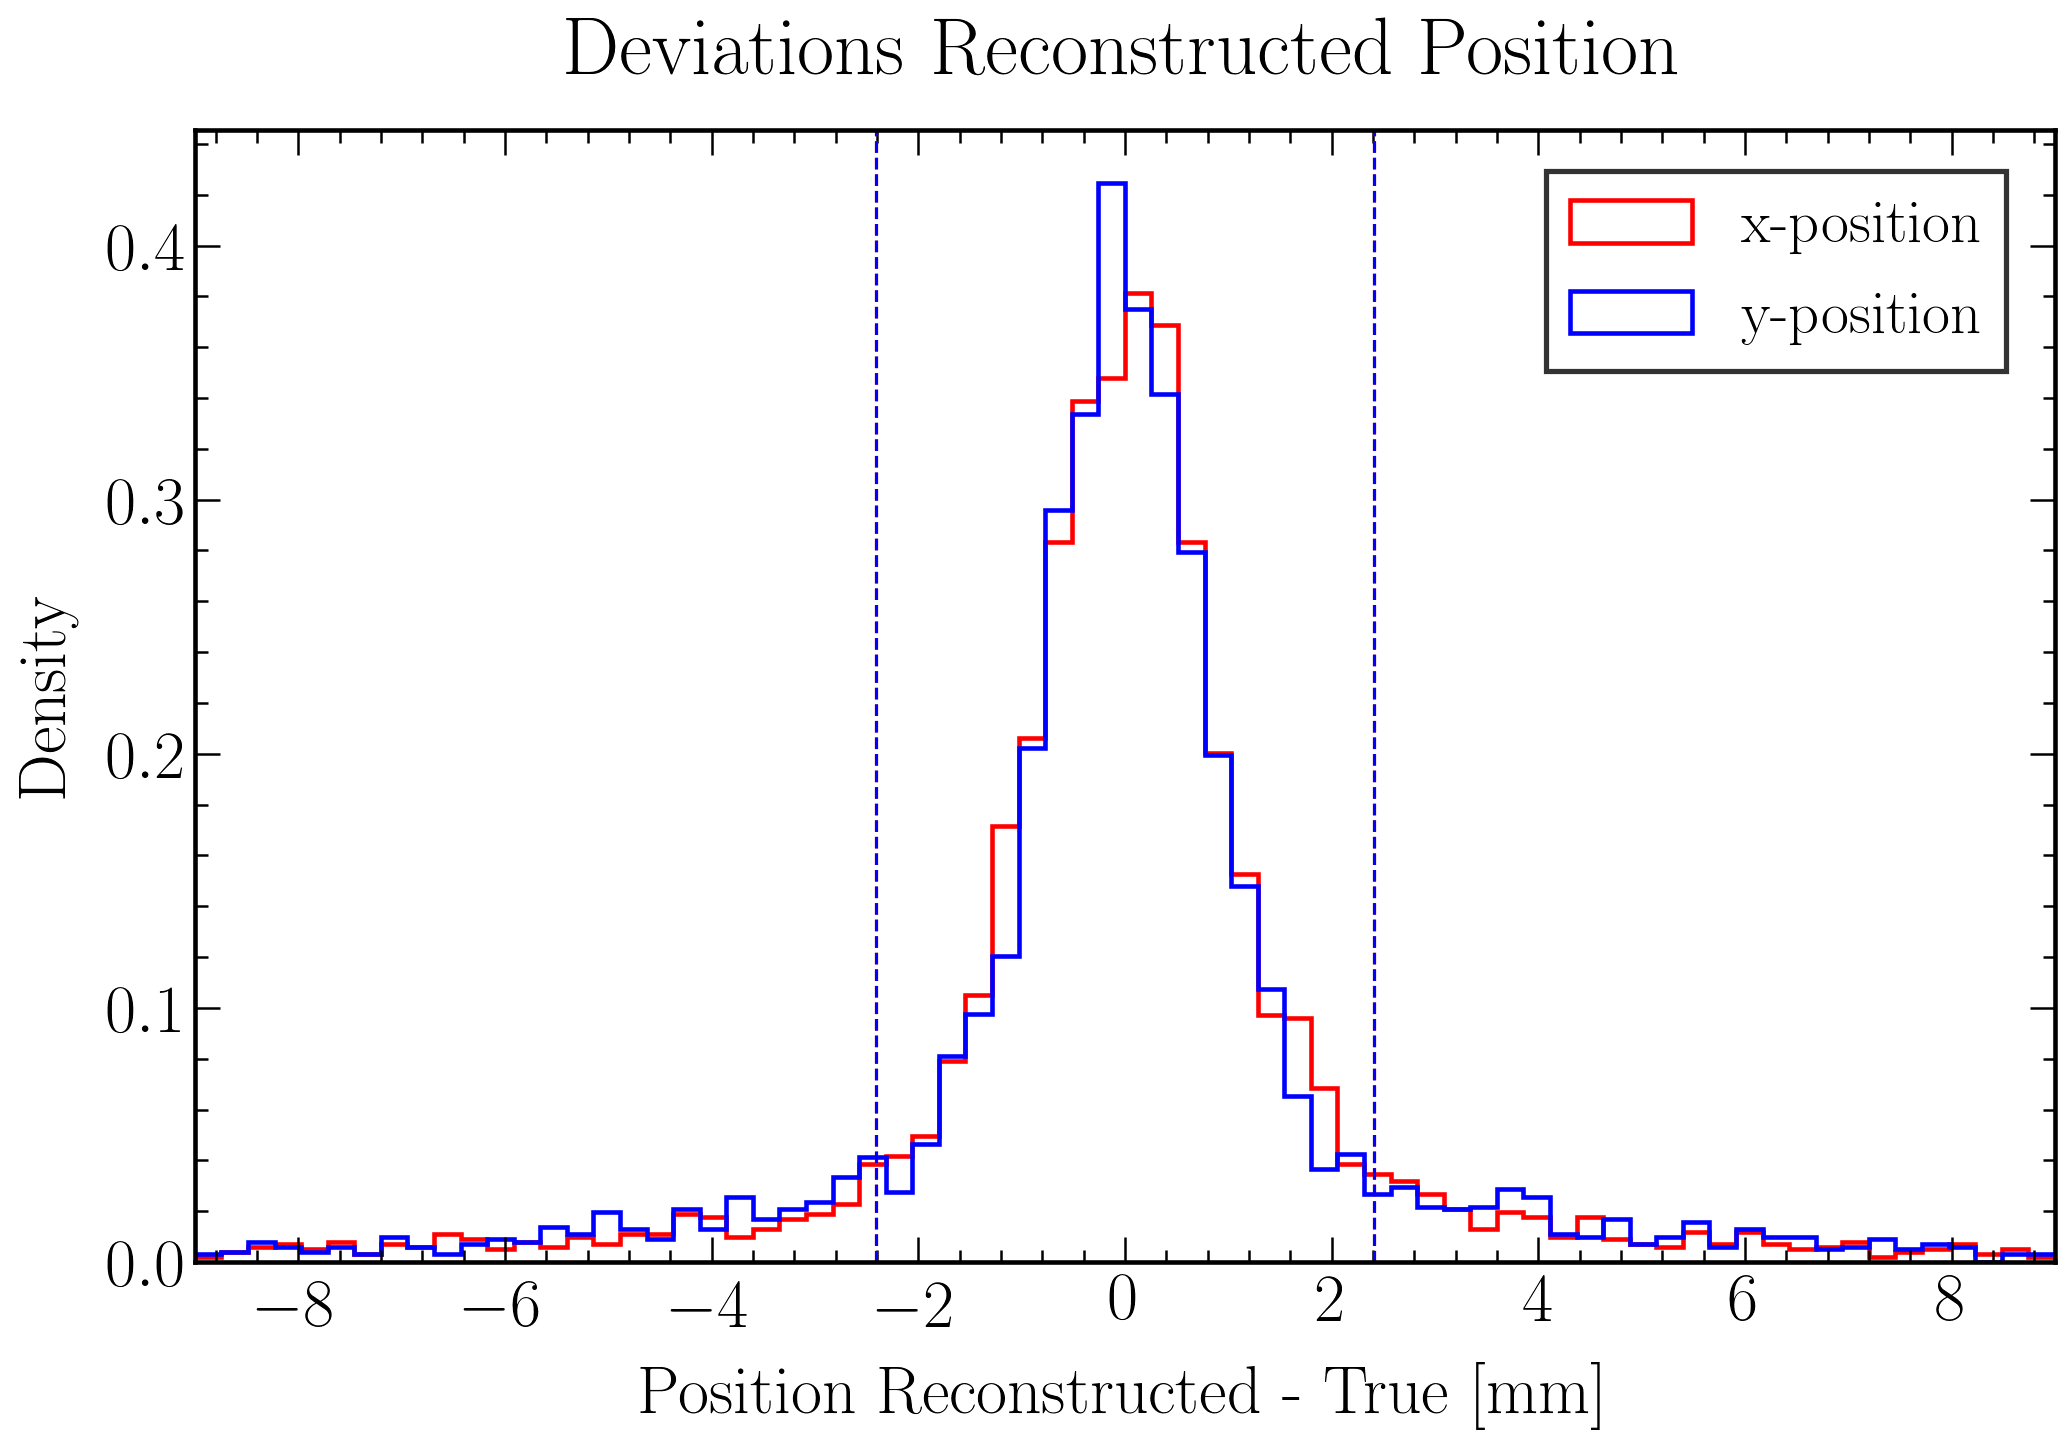 Deviations Reconstructed Position
x-position
y-position
Density
0.4
0.3
0.2
0.1
0.0
−8 −6 −4 −2 0 2 4 6 8
Position Reconstructed - True [mm]